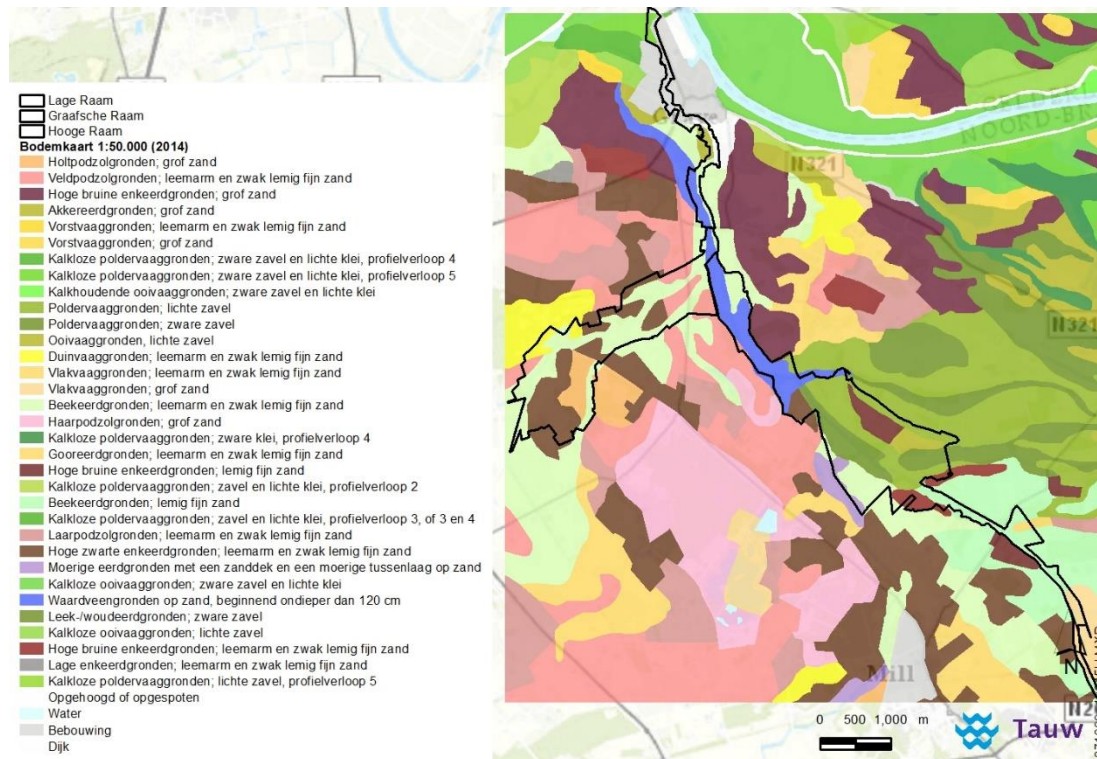 Lage Raam
Graafsche Raam
Hooge Raam
Bodemkaart 1:50.000 (2014)
Holtpodzolgronden; grof zand
Veldpodzolgronden; leemarm en zwak lemig fijn zand
Hoge bruine enkeerdgronden; grof zand
Akkereerdgronden; grof zand
Vorstvaaggronden; leemarm en zwak lemig fijn zand
Vorstvaaggronden; grof zand
Kalkloze poldervaaggronden; zware zavel en lichte klei, profielverloop 4
Kalkloze poldervaaggronden; zware zavel en lichte klei, profielverloop 5
Kalkhoudende ooivaaggronden; zware zavel en lichte klei
Poldervaaggronden; lichte zavel
Poldervaaggronden; zware zavel
Ooivaaggronden, lichte zavel
Duinvaaggronden; leemarm en zwak lemig fijn zand
Vlakvaaggronden; leemarm en zwak lemig fijn zand
Vlakvaaggronden; grof zand
Beekeerdgronden; leemarm en zwak lemig fijn zand
Haarpodzolgronden; grof zand
Kalkloze poldervaaggronden; zware klei, profielverloop 4
Gooreerdgronden; leemarm en zwak lemig fijn zand
Hoge bruine enkeerdgronden; lemig fijn zand
Kalkloze poldervaaggronden; zavel en lichte klei, profielverloop 2
Beekeerdgronden; lemig fijn zand
Kalkloze poldervaaggronden; zavel en lichte klei, profielverloop 3, of 3 en 4
Laarpodzolgronden; leemarm en zwak lemig fijn zand
Hoge zwarte enkeerdgronden; leemarm en zwak lemig fijn zand
Moerige eerdgronden met een zanddek en een moerige tussenlaag op zand
Kalkloze ooivaaggronden; zware zavel en lichte klei
Waardveengronden op zand, beginnend ondieper dan 120 cm
Leek-/woudeerdgronden; zware zavel
Kalkloze ooivaaggronden; lichte zavel
Hoge bruine enkeerdgronden; leemarm en zwak lemig fijn zand
Lage enkeerdgronden; leemarm en zwak lemig fijn zand
Kalkloze poldervaaggronden; lichte zavel, profielverloop 5
Opgehoogd of opgespoten
Water
Bebouwing
Dijk
NOORD-BR
N321
N321
Mill
N
0 500 1,000 m
Tauw